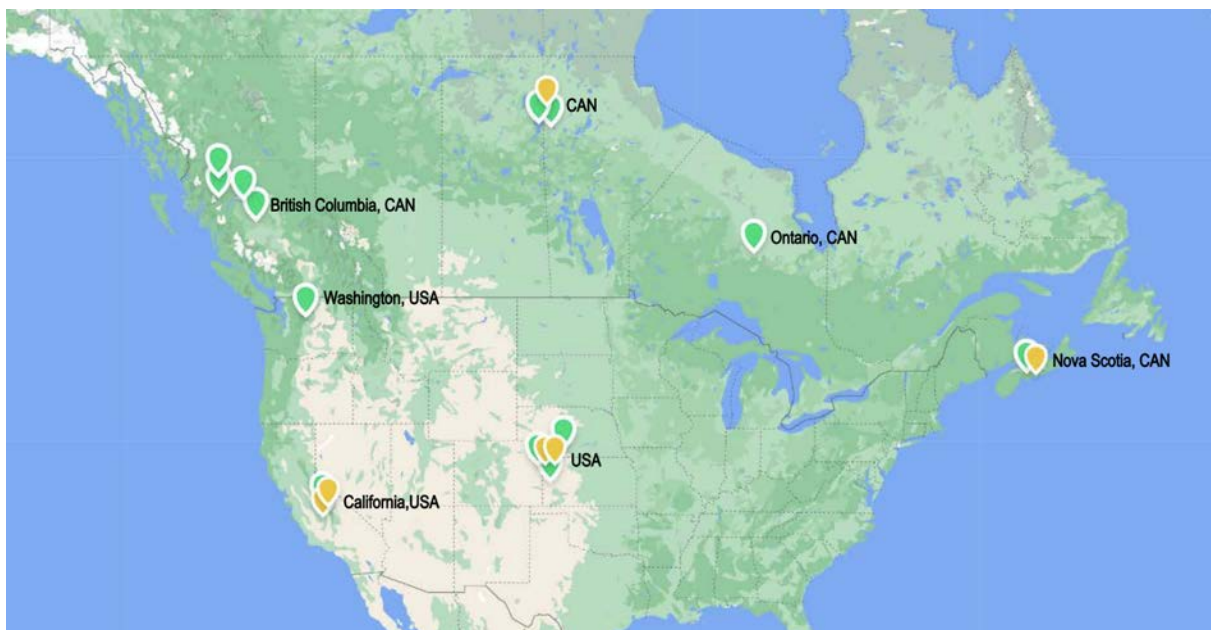 CAN
British Columbia, CAN
Ontario, CAN
Washington, USA
Nova Scotia, CAN
USA
California,USA